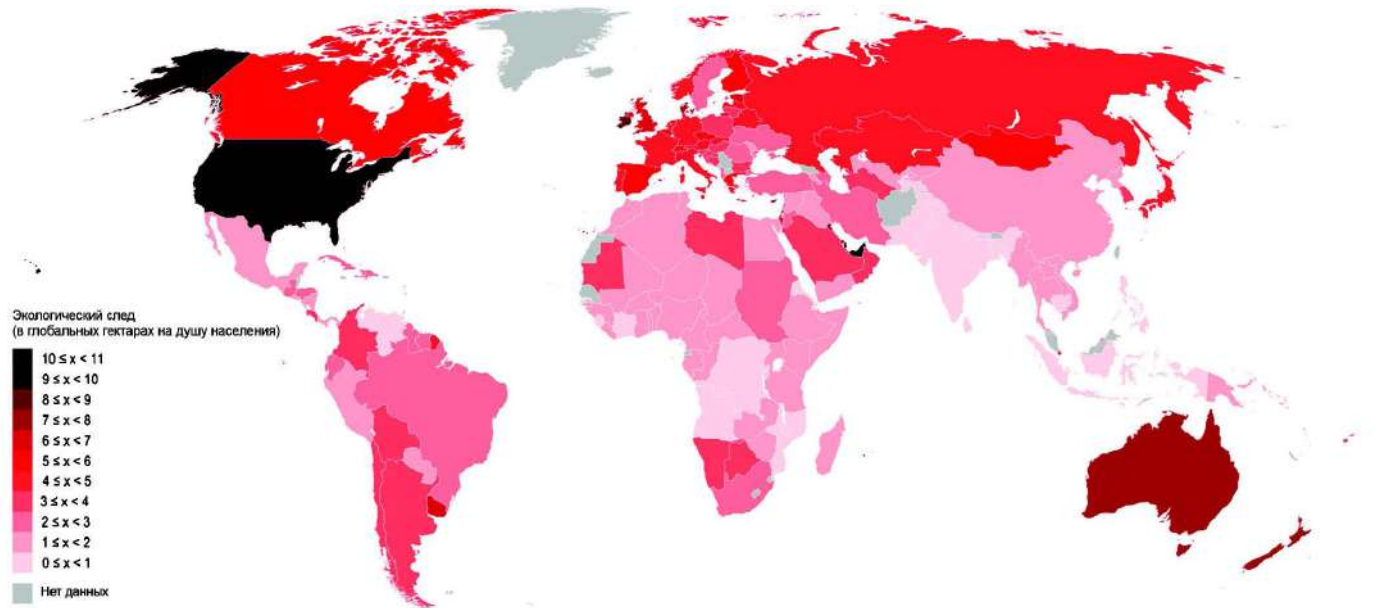 Экологический след
(в глобальных гектарах на душу населения)
10 ≤ x < 11
9 ≤ x < 10
8 ≤ x < 9
7 ≤ x < 8
6 ≤ x < 7
5 ≤ x < 6
4 ≤ x < 5
3 ≤ x < 4
2 ≤ x < 3
1 ≤ x < 2
0 ≤ x < 1
Нет данных